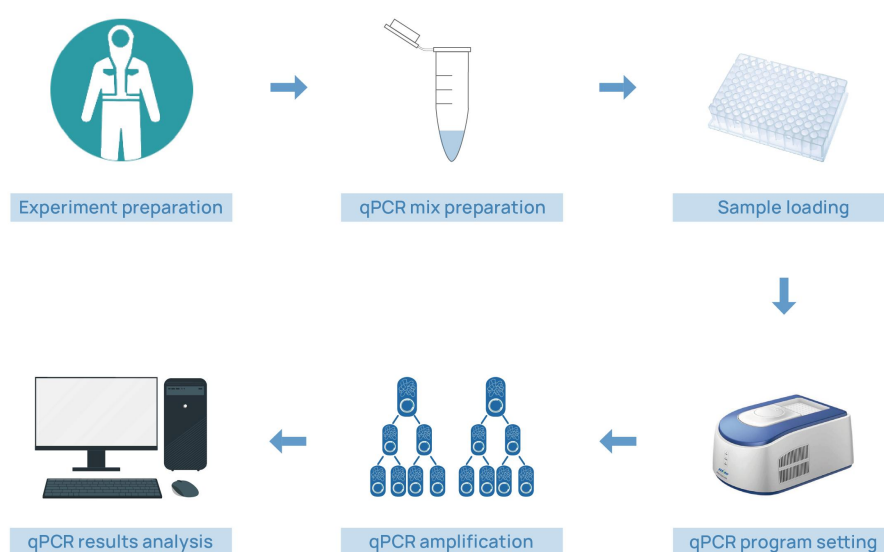 Experiment preparation
qPCR mix preparation
Sample loading
qPCR program setting
qPCR amplification
qPCR results analysis